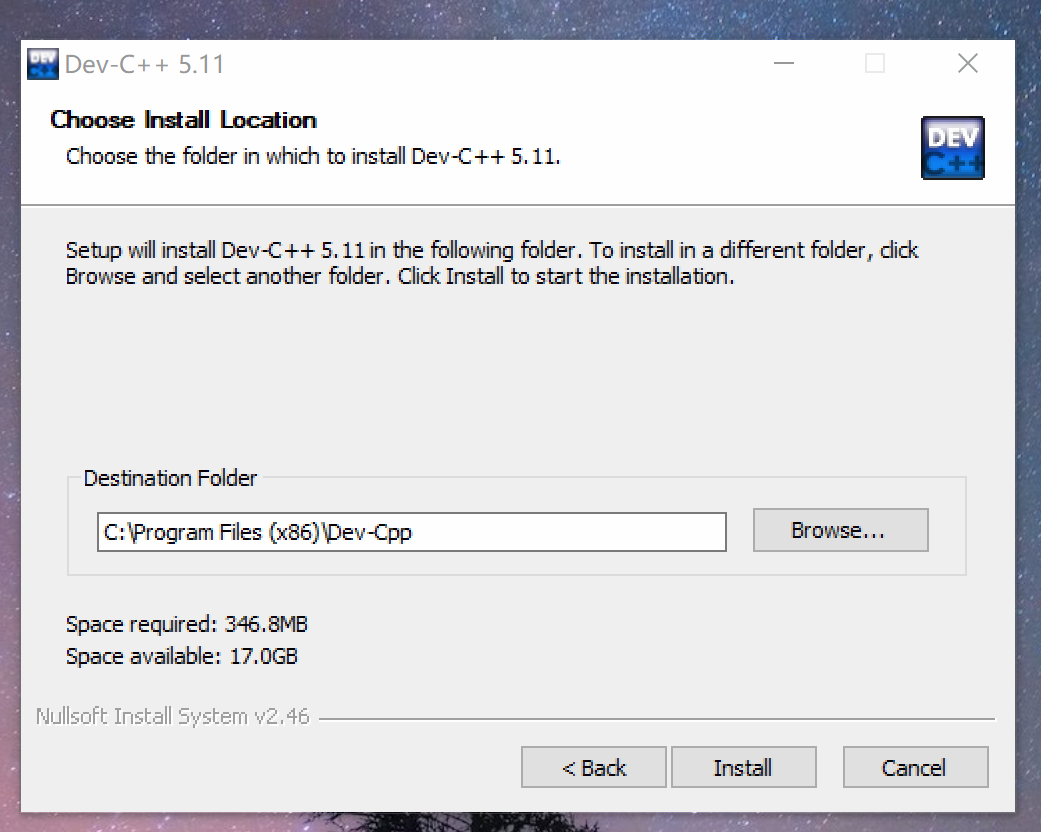 DEV C++ Dev-C++ 5.11
Choose Install Location
Choose the folder in which to install Dev-C++ 5.11.
DEV
C++
Setup will install Dev-C++ 5.11 in the following folder. To install in a different folder, click
Browse and select another folder. Click Install to start the installation.
Destination Folder
C:\Program Files (x86)\Dev-Cpp
Browse...
Space required: 346.8MB
Space available: 17.0GB
Nullsoft Install System v2.46
< Back Install Cancel